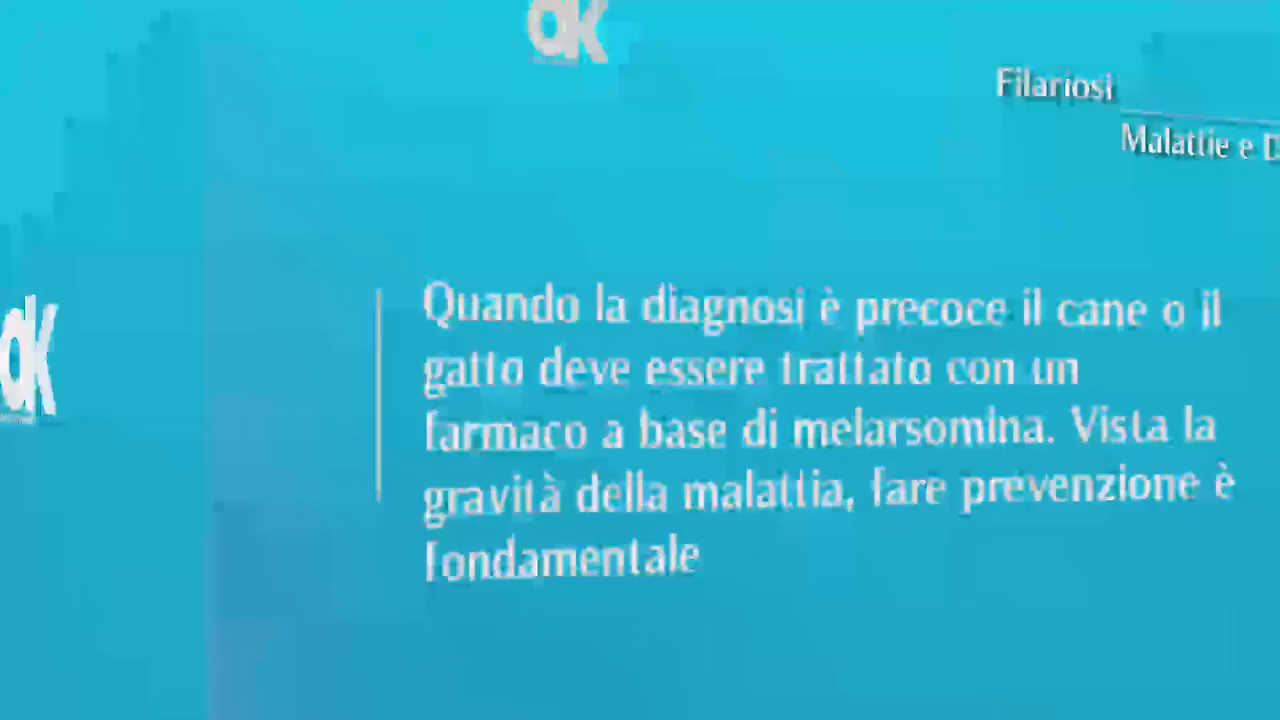 OK
Filariosi
Malattie e D
OK
Quando la diagnosi è precoce il cane o il
gatto deve essere trattato con un
farmaco a base di melarsomina. Vista la
gravità della malattia, fare prevenzione è
fondamentale